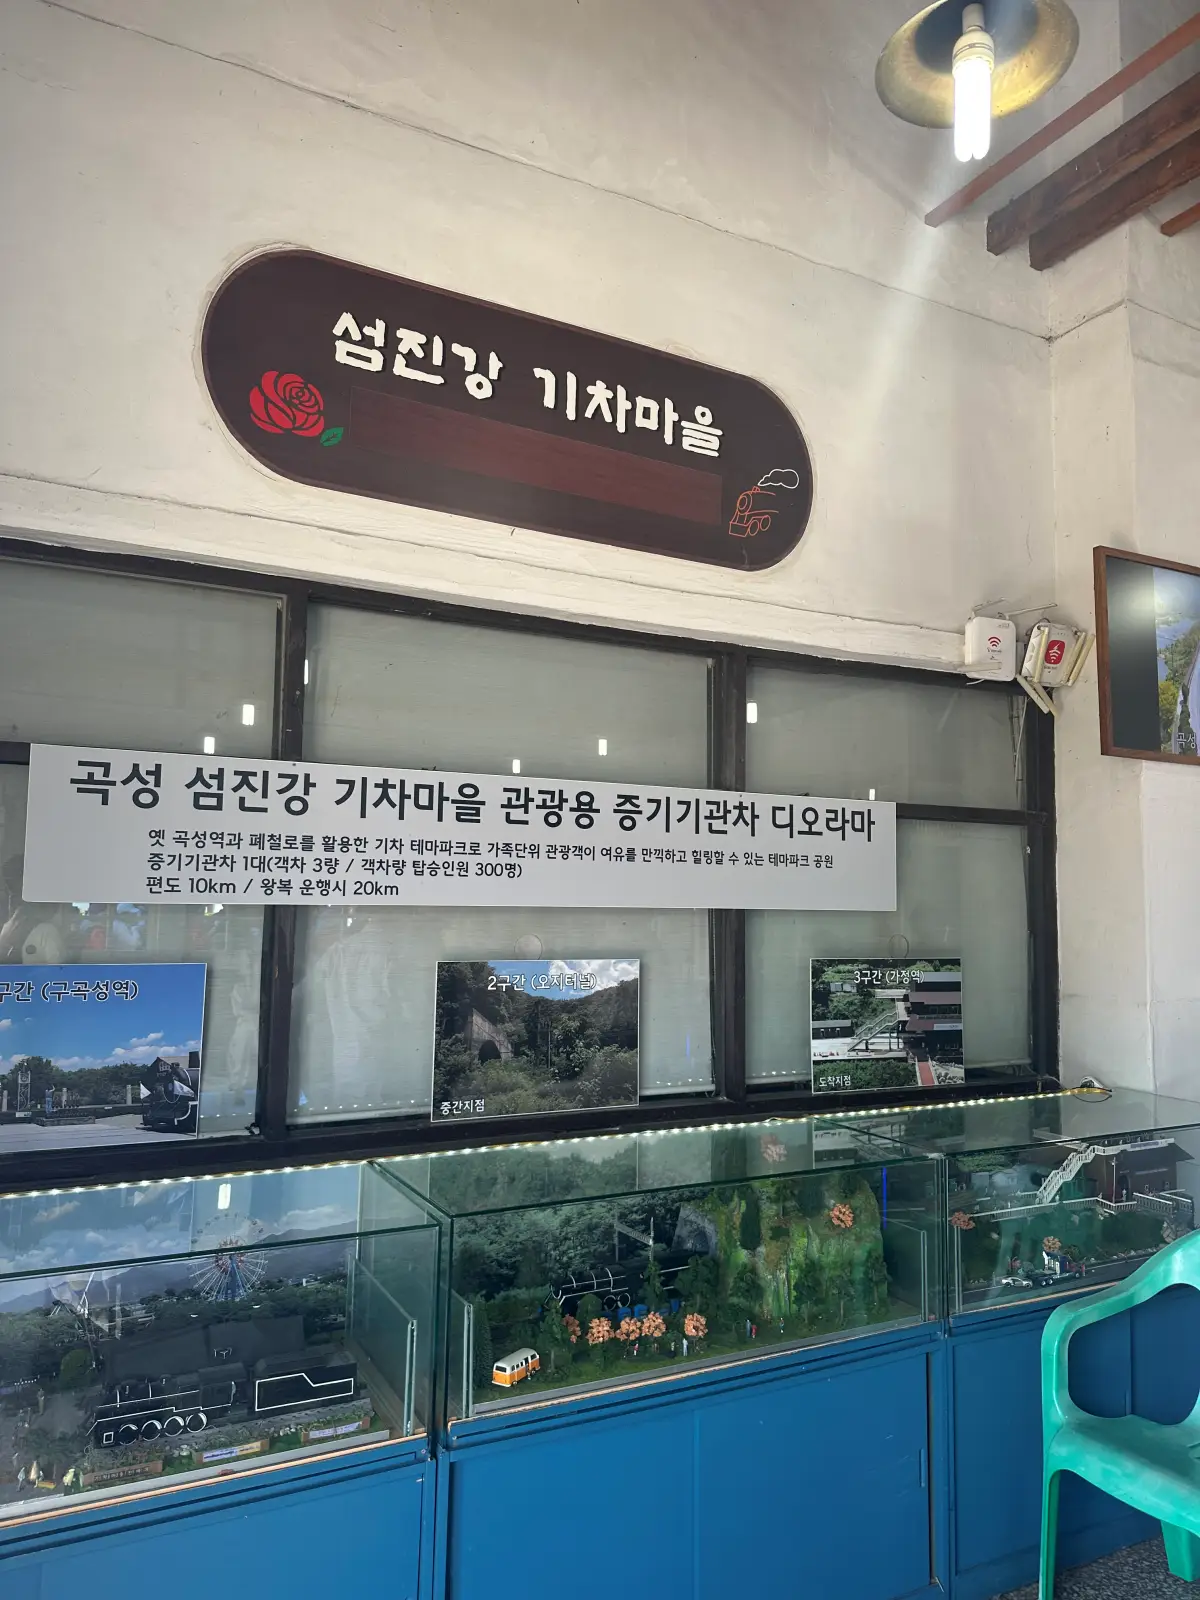 섬진강 기차마을
곡성 섬진강 기차마을 관광용 증기기관차 디오라마
옛 곡성역과 폐철로를 활용한 기차 테마파크로 가족단위 관광객이 여유를 만끽하고 힐링할 수 있는 테마파크 공원
증기기관차 1대(객차 3량 / 객차량 탑승인원 300명)
편도 10km / 왕복 운행시 20km
구간 (구곡성역)
2구간 (오지터널)
중간지점
3구간 (가정역)
도착지점
곡성